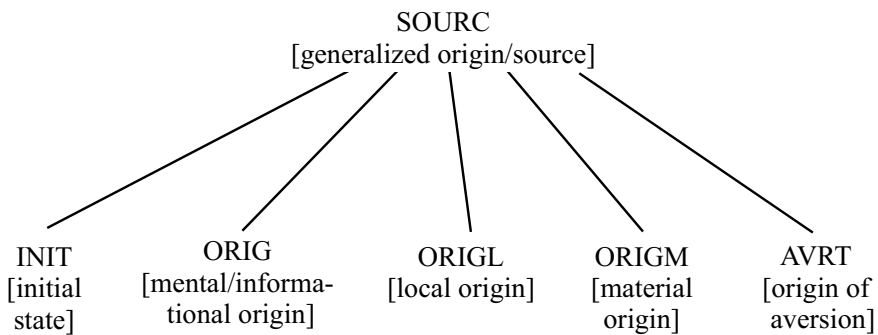 SOURC
[generalized origin/source]
INIT
[initial
state]
ORIG
[mental/informa-
tional origin]
ORIGL
[local origin]
ORIGM
[material
origin]
AVRT
[origin of
aversion]